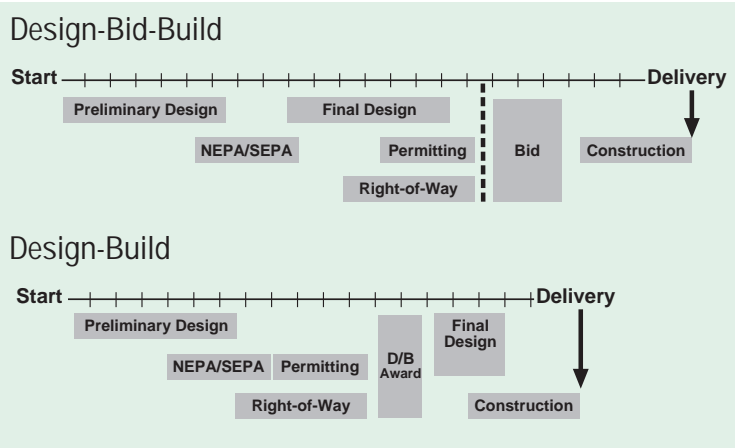 Design-Bid-Build
Start Delivery
Preliminary Design Final Design
NEPA/SEPA Permitting Bid Construction
Right-of-Way
Design-Build
Start Delivery
Preliminary Design Final
Design
NEPA/SEPA Permitting D/B
Award
Right-of-Way Construction